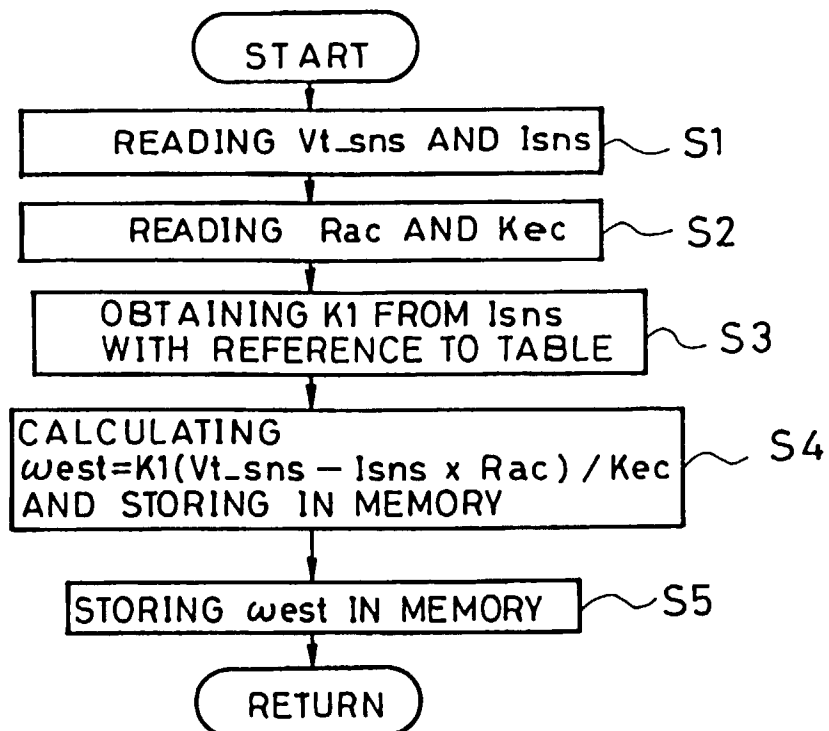 START
READING Vt_sns AND Isns
S1
READING Rac AND Kec
S2
OBTAINING K1 FROM Isns
WITH REFERENCE TO TABLE
S3
CALCULATING
ωest=K1(Vt_sns – Isns x Rac) / Kec
AND STORING IN MEMORY
S4
STORING ωest IN MEMORY
S5
RETURN